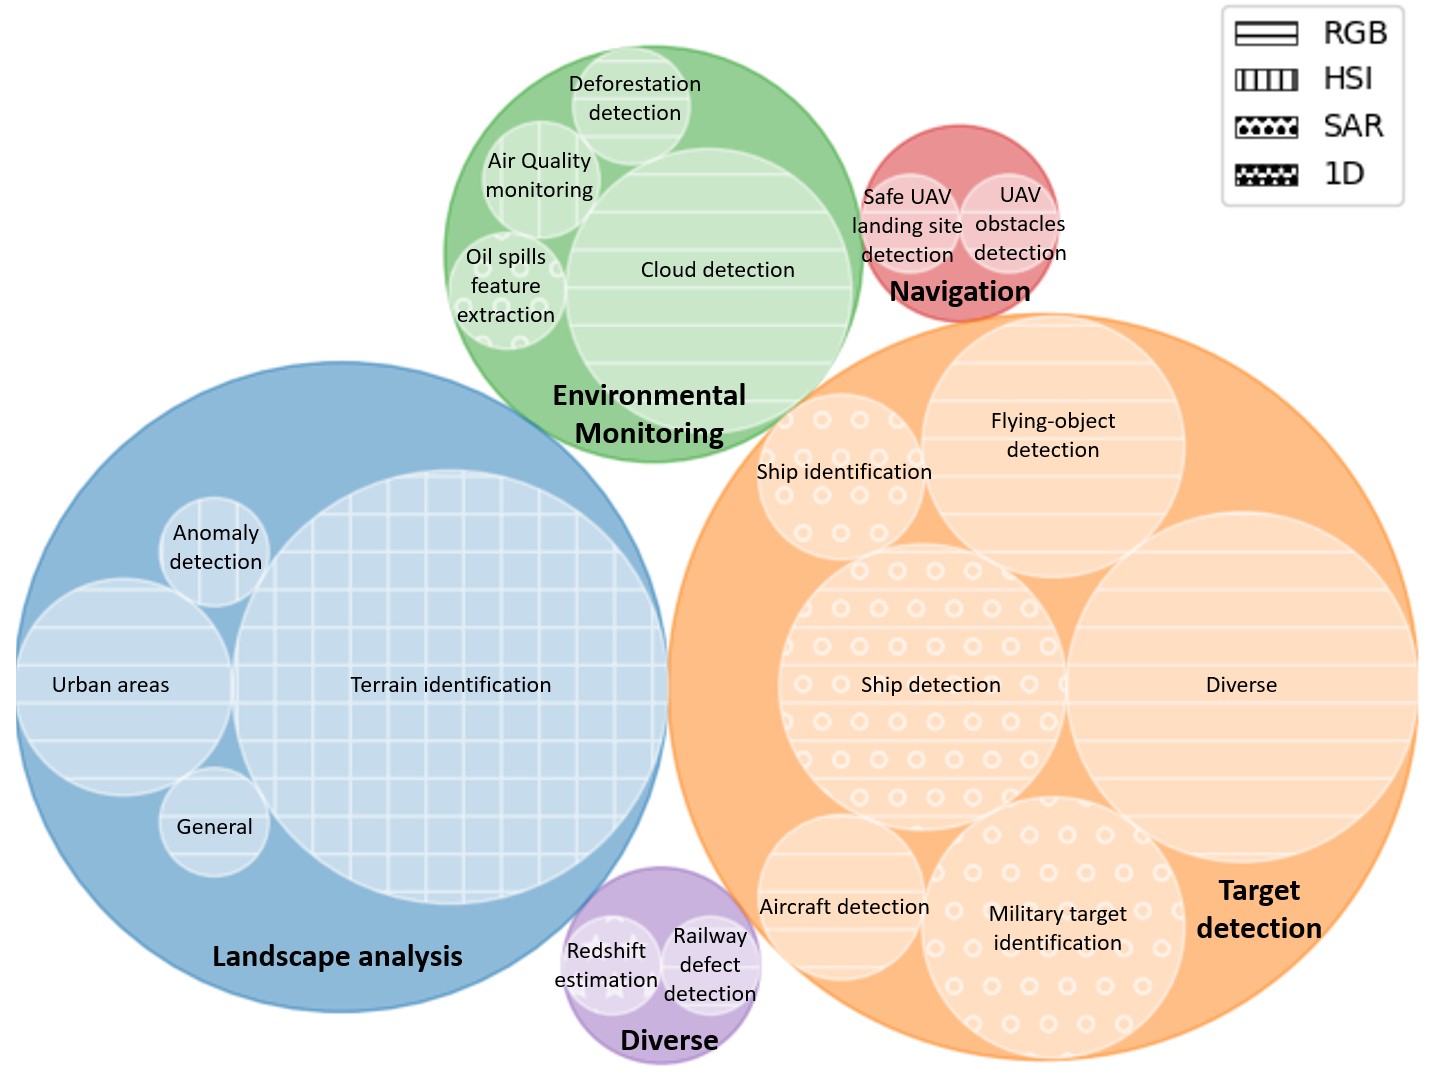 RGB
HSI
SAR
1D
Deforestation
detection
Air Quality
monitoring
Oil spills
feature
extraction
Cloud detection
Environmental
Monitoring
Safe UAV
landing site
detection
UAV
obstacles
detection
Navigation
Flying-object
detection
Ship identification
Ship detection
Diverse
Aircraft detection
Military target
identification
Target
detection
Anomaly
detection
Urban areas
Terrain identification
General
Landscape analysis
Redshift
estimation
Railway
defect
detection
Diverse